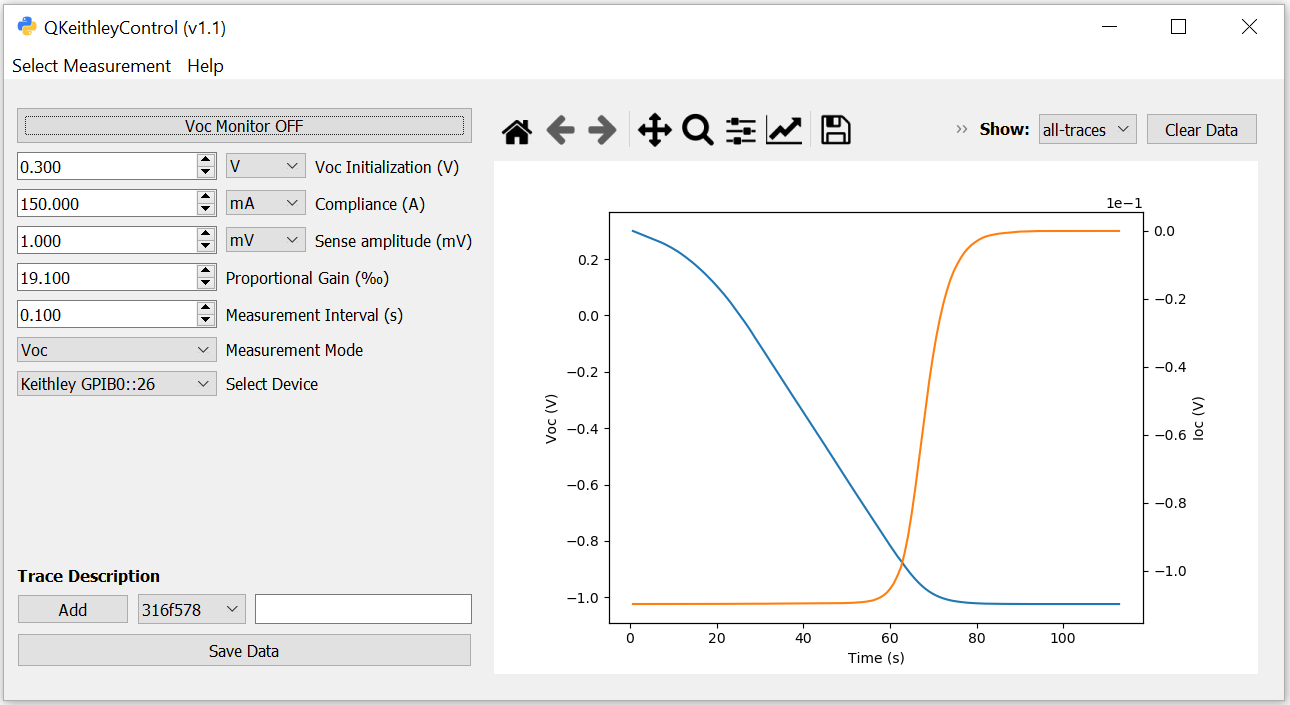 QKeithleyControl (v1.1)
Select Measurement Help
Voc Monitor OFF
0.300 V Voc Initialization (V)
150.000 mA Compliance (A)
1.000 mV Sense amplitude (mV)
19.100 Proportional Gain (‰)
0.100 Measurement Interval (s)
Voc Measurement Mode
Keithley GPIB0::26 Select Device
Trace Description
Add 316f578
Save Data
Show: all-traces Clear Data
1e−1
0.2
0.0
−0.2
−0.4
−0.6
−0.8
−1.0
Voc (V)
0.0
−0.2
−0.4
−0.6
−0.8
−1.0
Ioc (V)
0 20 40 60 80 100
Time (s)